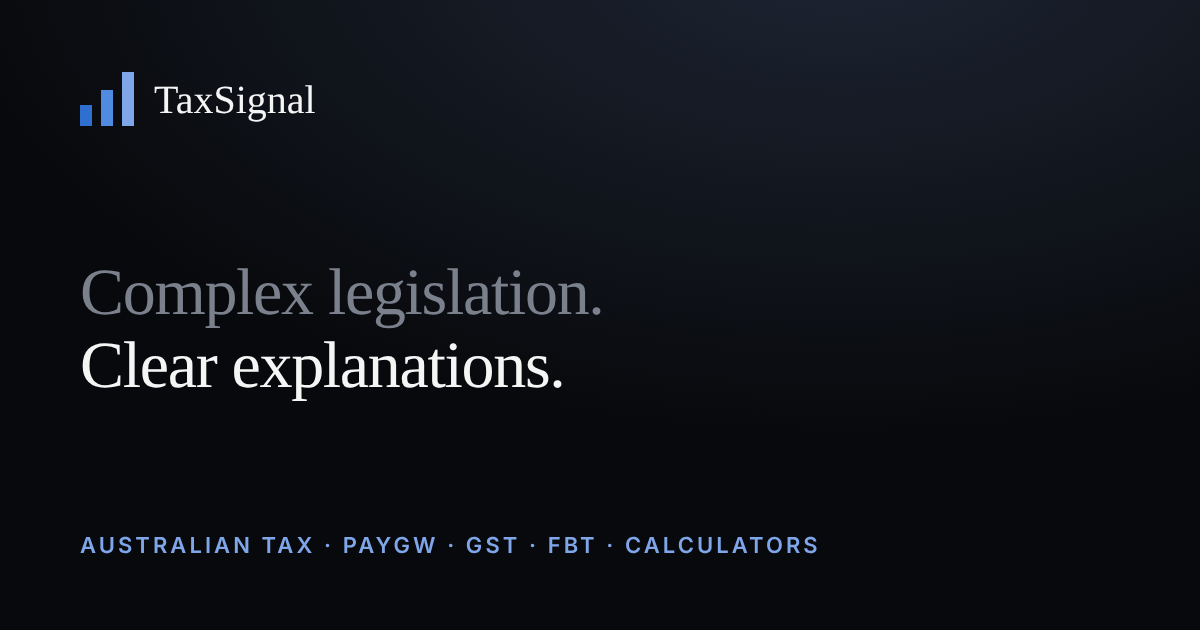 TaxSignal
Complex legislation.
Clear explanations.
AUSTRALIAN TAX · PAYGW · GST · FBT · CALCULATORS